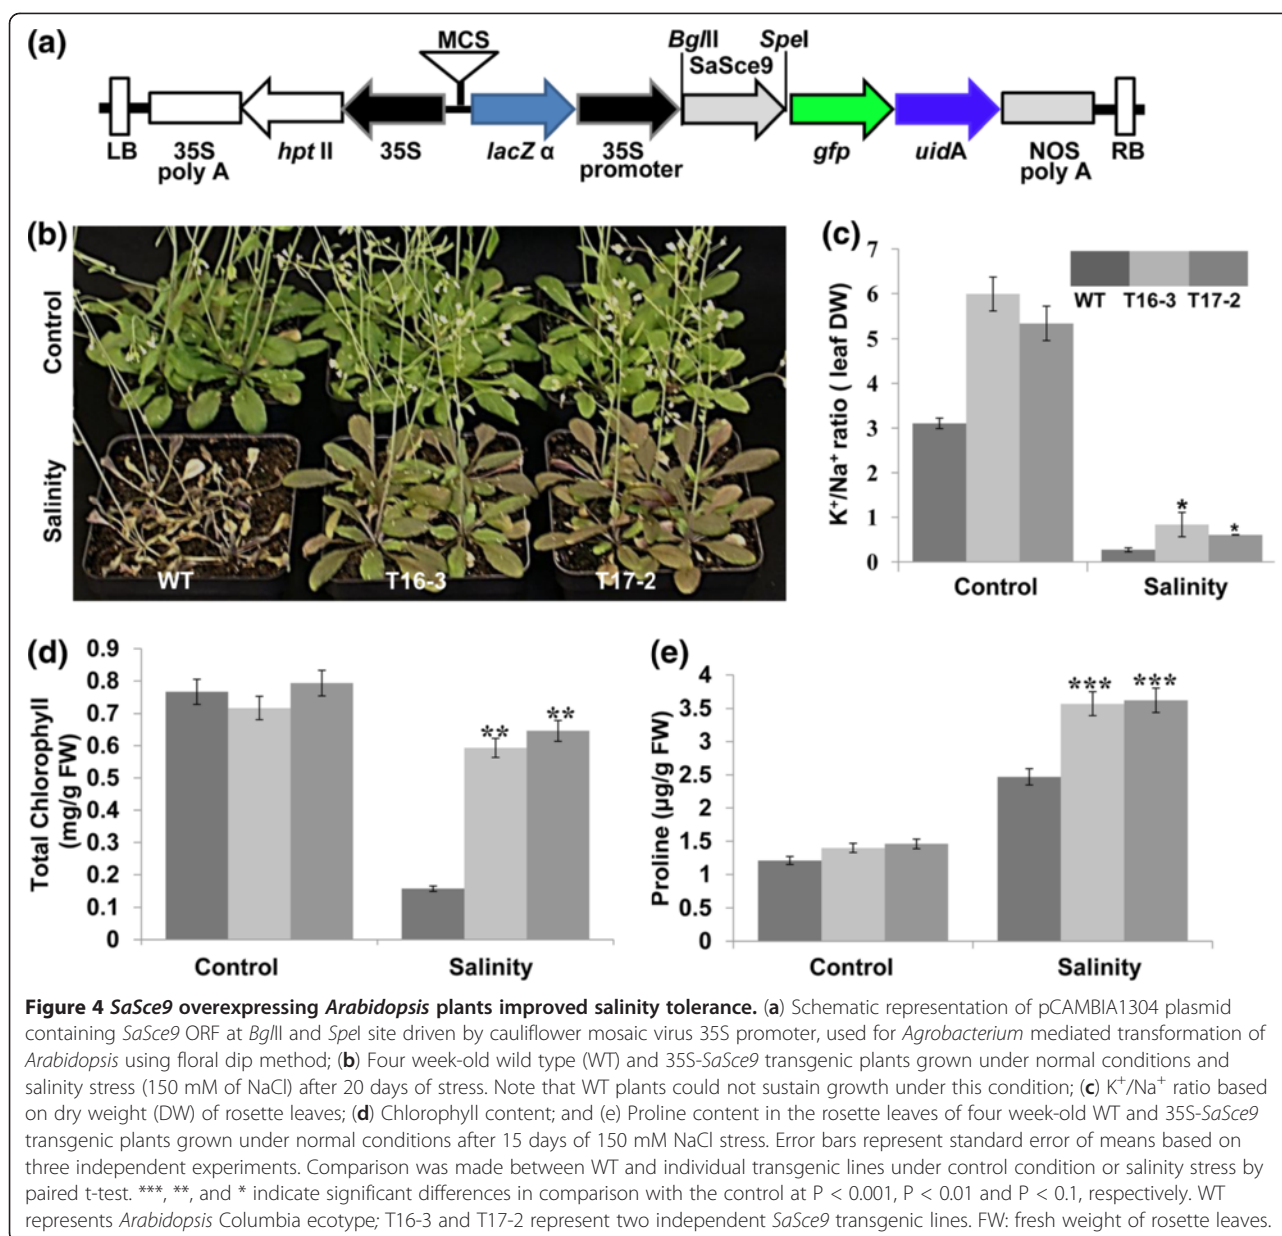 (a)
MCS
BglII SpeI
SaSce9
LB 35S poly A hpt II 35S lacZ α 35S promoter gfp uidA NOS poly A RB
(b)
Control
Salinity
WT T16-3 T17-2
(c)
K+/Na+ ratio ( leaf DW)
7
6
5
4
3
2
1
0
WT T16-3 T17-2
*
*
Control Salinity
(d)
Total Chlorophyll
(mg/g FW)
0.9
0.8
0.7
0.6
0.5
0.4
0.3
0.2
0.1
0
**
**
Control Salinity
(e)
Proline (µg/g FW)
4
3.5
3
2.5
2
1.5
1
0.5
0
***
***
Control Salinity
Figure 4 SaSce9 overexpressing Arabidopsis plants improved salinity tolerance. (a) Schematic representation of pCAMBIA1304 plasmid
containing SaSce9 ORF at BglII and SpeI site driven by cauliflower mosaic virus 35S promoter, used for Agrobacterium mediated transformation of
Arabidopsis using floral dip method; (b) Four week-old wild type (WT) and 35S-SaSce9 transgenic plants grown under normal conditions and
salinity stress (150 mM of NaCl) after 20 days of stress. Note that WT plants could not sustain growth under this condition; (c) K+/Na+ ratio based
on dry weight (DW) of rosette leaves; (d) Chlorophyll content; and (e) Proline content in the rosette leaves of four week-old WT and 35S-SaSce9
transgenic plants grown under normal conditions after 15 days of 150 mM NaCl stress. Error bars represent standard error of means based on
three independent experiments. Comparison was made between WT and individual transgenic lines under control condition or salinity stress by
paired t-test. ***, **, and * indicate significant differences in comparison with the control at P < 0.001, P < 0.01 and P < 0.1, respectively. WT
represents Arabidopsis Columbia ecotype; T16-3 and T17-2 represent two independent SaSce9 transgenic lines. FW: fresh weight of rosette leaves.